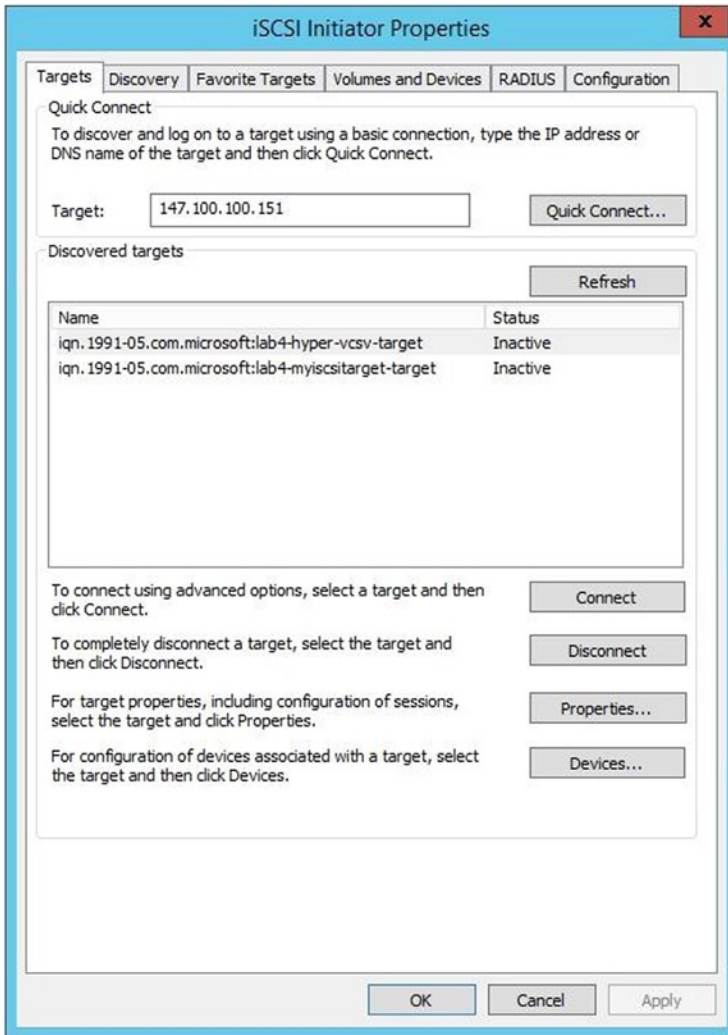 iSCSI Initiator Properties
x
Targets Discovery Favorite Targets Volumes and Devices RADIUS Configuration
Quick Connect
To discover and log on to a target using a basic connection, type the IP address or
DNS name of the target and then click Quick Connect.
Target: 147.100.100.151 Quick Connect...
Discovered targets
Refresh
Name Status
iqn.1991-05.com.microsoft:lab4-hyper-vcsv-target Inactive
iqn.1991-05.com.microsoft:lab4-myiscsitarget-target Inactive
To connect using advanced options, select a target and then
click Connect.
Connect
To completely disconnect a target, select the target and
then click Disconnect.
Disconnect
For target properties, including configuration of sessions,
select the target and click Properties.
Properties...
For configuration of devices associated with a target, select
the target and then click Devices.
Devices...
OK Cancel Apply